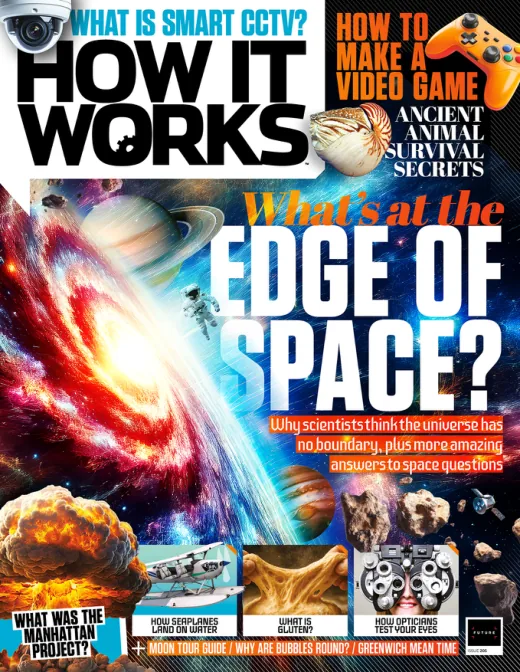 WHAT IS SMART CCTV?
HOW IT
WORKS
HOW TO
MAKE A
VIDEO GAME
ANCIENT
ANIMAL
SURVIVAL
SECRETS
What's at the
EDGE OF
SPACE?
Why scientists think the universe has
no boundary, plus more amazing
answers to space questions
WHAT WAS THE
MANHATTAN
PROJECT?
HOW SEAPLANES
LAND ON WATER
WHAT IS
GLUTEN?
HOW OPTICIANS
TEST YOUR EYES
+ MOON TOUR GUIDE / WHY ARE BUBBLES ROUND? / GREENWICH MEAN TIME
FUTURE
ISSUE 200